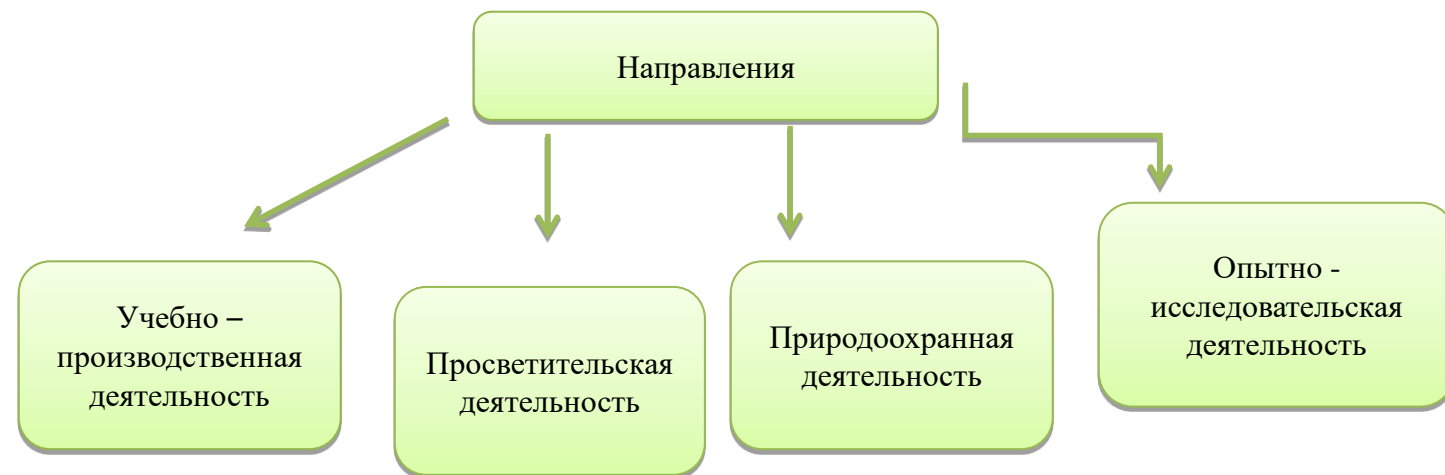 Направления
Учебно –
производственная
деятельность
Просветительская
деятельность
Природоохранная
деятельность
Опытно -
исследовательская
деятельность